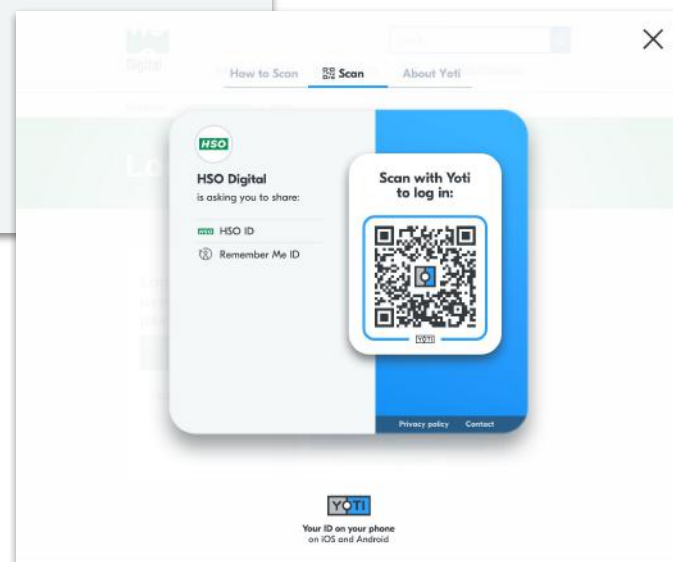 Digital
How to Scan
Scan
About Yoti
HSO
HSO Digital
is asking you to share:
HSO HSO ID
Remember Me ID
Scan with Yoti
to log in:
YOTI
Privacy policy Contact
YOTI
Your ID on your phone
on iOS and Android